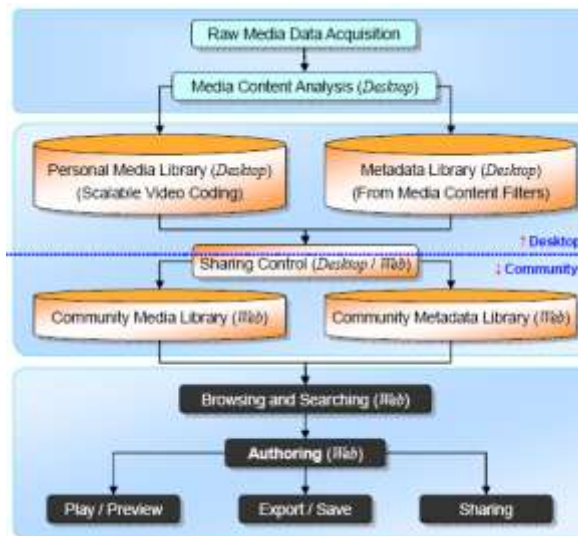 Raw Media Data Acquisition
Media Content Analysis (Desktop)
Personal Media Library (Desktop)
(Scalable Video Coding)
Metadata Library (Desktop)
(From Media Content Filters)
↑ Desktop
Sharing Control (Desktop / Web)
↓ Community
Community Media Library (Web)
Community Metadata Library (Web)
Browsing and Searching (Web)
Authoring (Web)
Play / Preview
Export / Save
Sharing